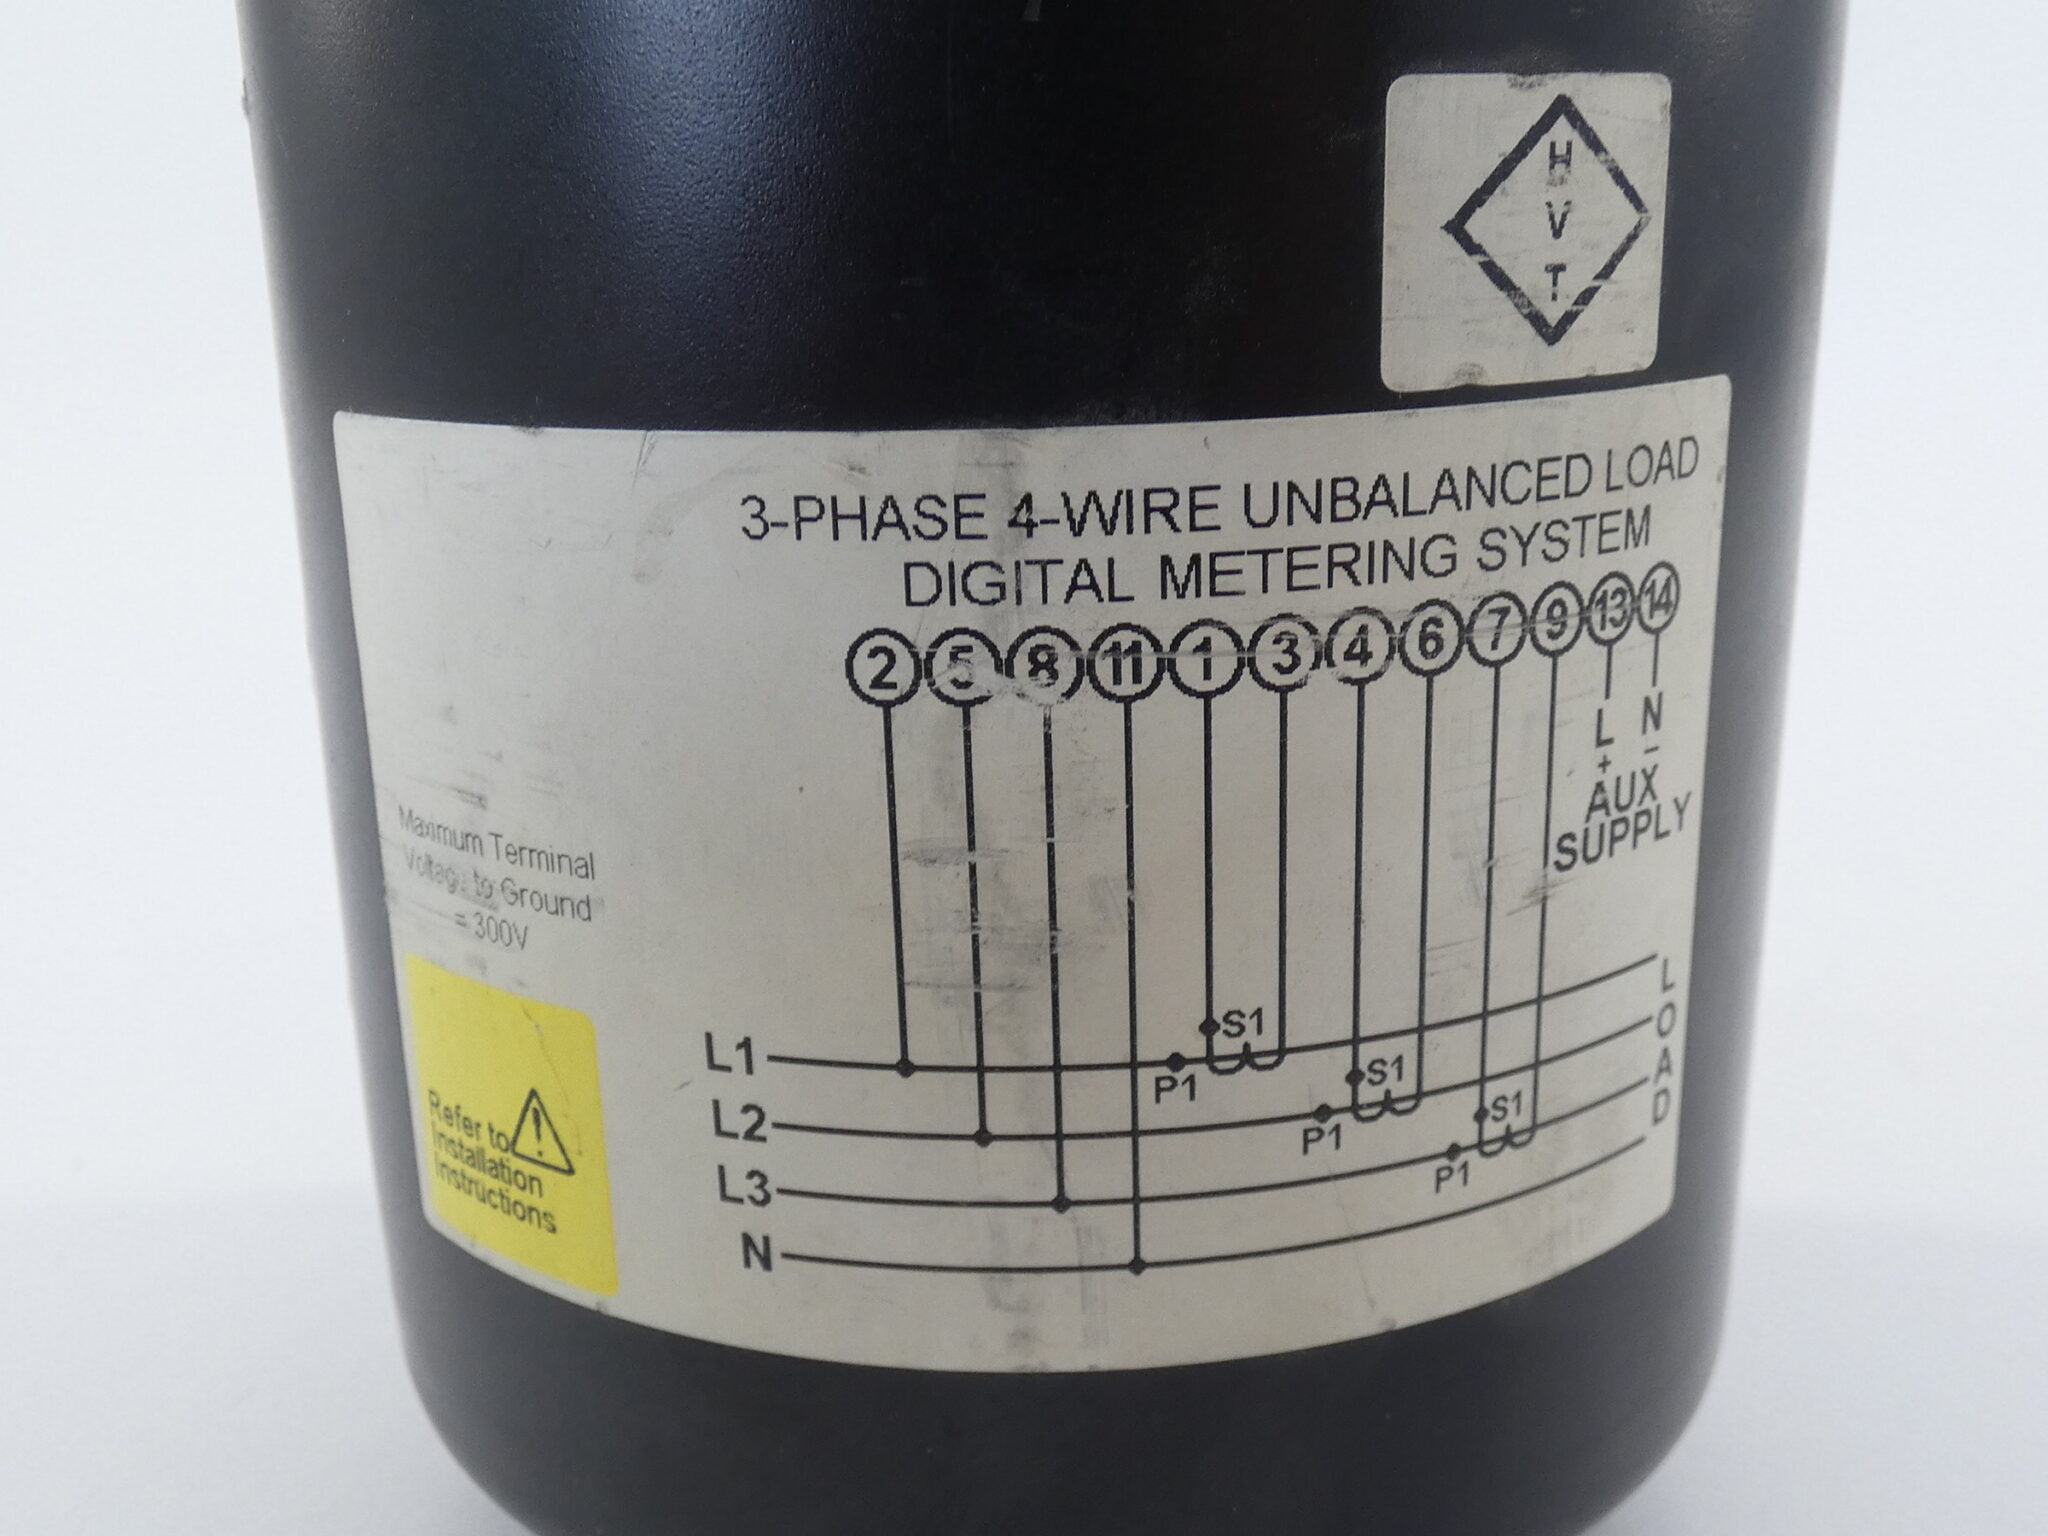 H
V
T
3-PHASE 4-WIRE UNBALANCED LOAD
DIGITAL METERING SYSTEM
2 5 8 11 1 3 4 6 7 9 13 14
L N
+ -
AUX
SUPPLY
Maximum Terminal
Voltage to Ground
= 300V
Refer to
Installation
Instructions
L1
L2
L3
N
P1
S1
P1
S1
P1
S1
LOAD